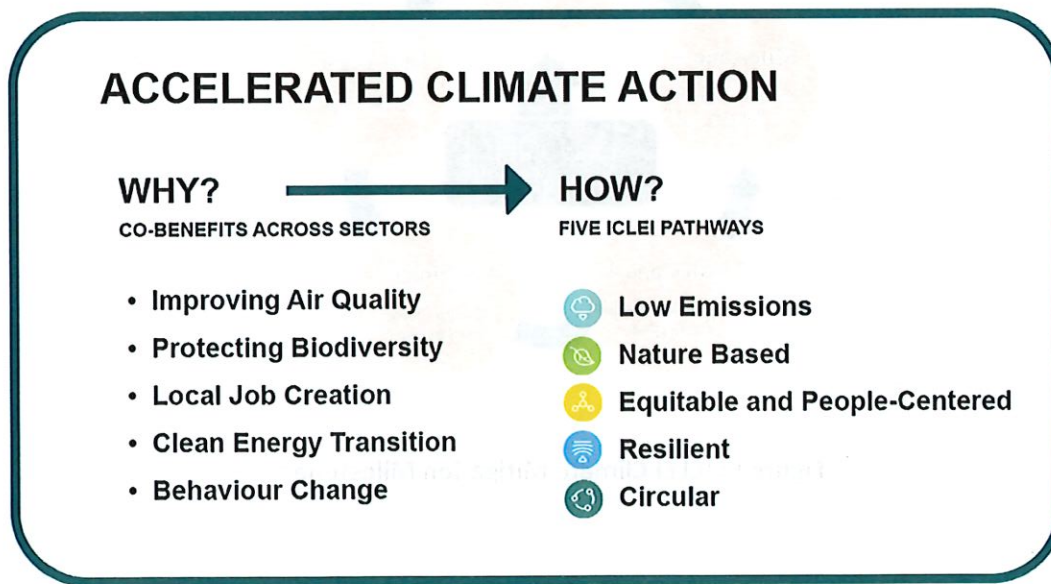 ACCELERATED CLIMATE ACTION
WHY?
CO-BENEFITS ACROSS SECTORS
• Improving Air Quality
• Protecting Biodiversity
• Local Job Creation
• Clean Energy Transition
• Behaviour Change
HOW?
FIVE ICLEI PATHWAYS
Low Emissions
Nature Based
Equitable and People-Centered
Resilient
Circular